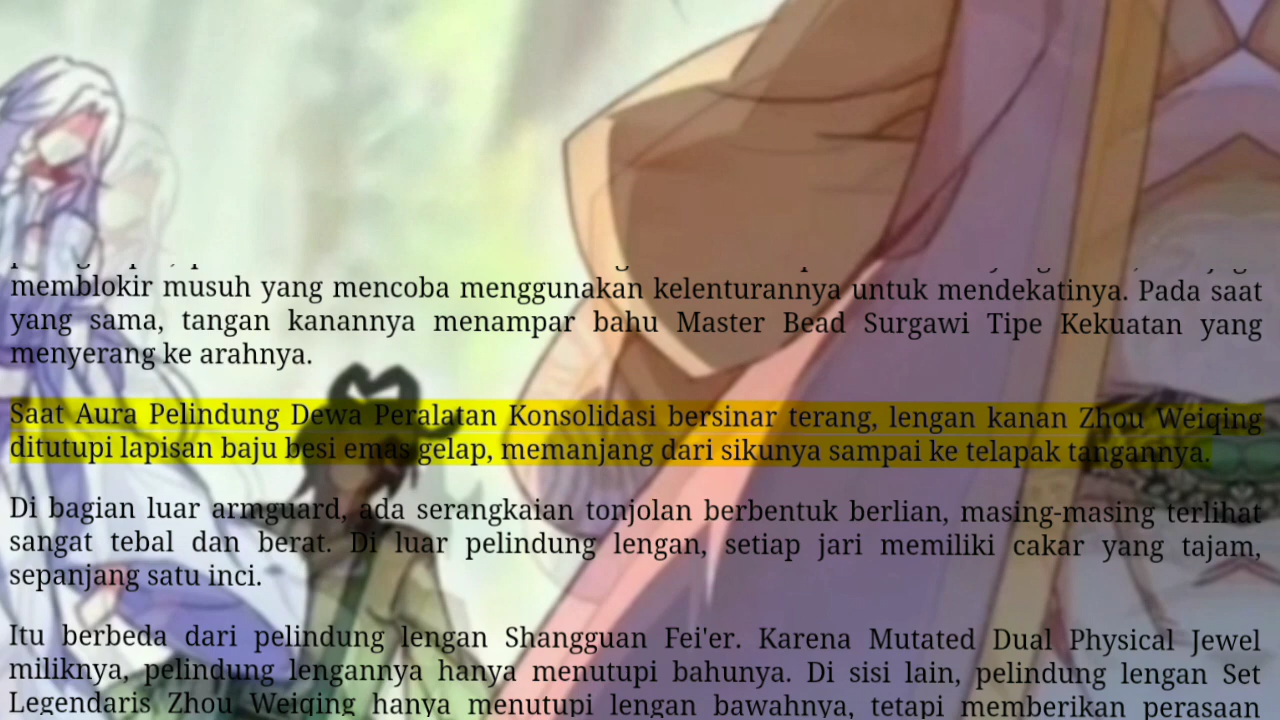 memblokir musuh yang mencoba menggunakan kelenturannya untuk mendekatinya. Pada saat
yang sama, tangan kanannya menampar bahu Master Bead Surgawi Tipe Kekuatan yang
menyerang ke arahnya.
Saat Aura Pelindung Dewa Peralatan Konsolidasi bersinar terang, lengan kanan Zhou Weiqing
ditutupi lapisan baju besi emas gelap, memanjang dari sikunya sampai ke telapak tangannya.
Di bagian luar armguard, ada serangkaian tonjolan berbentuk berlian, masing-masing terlihat
sangat tebal dan berat. Di luar pelindung lengan, setiap jari memiliki cakar yang tajam,
sepanjang satu inci.
Itu berbeda dari pelindung lengan Shangguan Fei'er. Karena Mutated Dual Physical Jewel
miliknya, pelindung lengannya hanya menutupi bahunya. Di sisi lain, pelindung lengan Set
Legendaris Zhou Weiqing hanya menutupi lengan bawahnya, tetapi memberikan perasaan